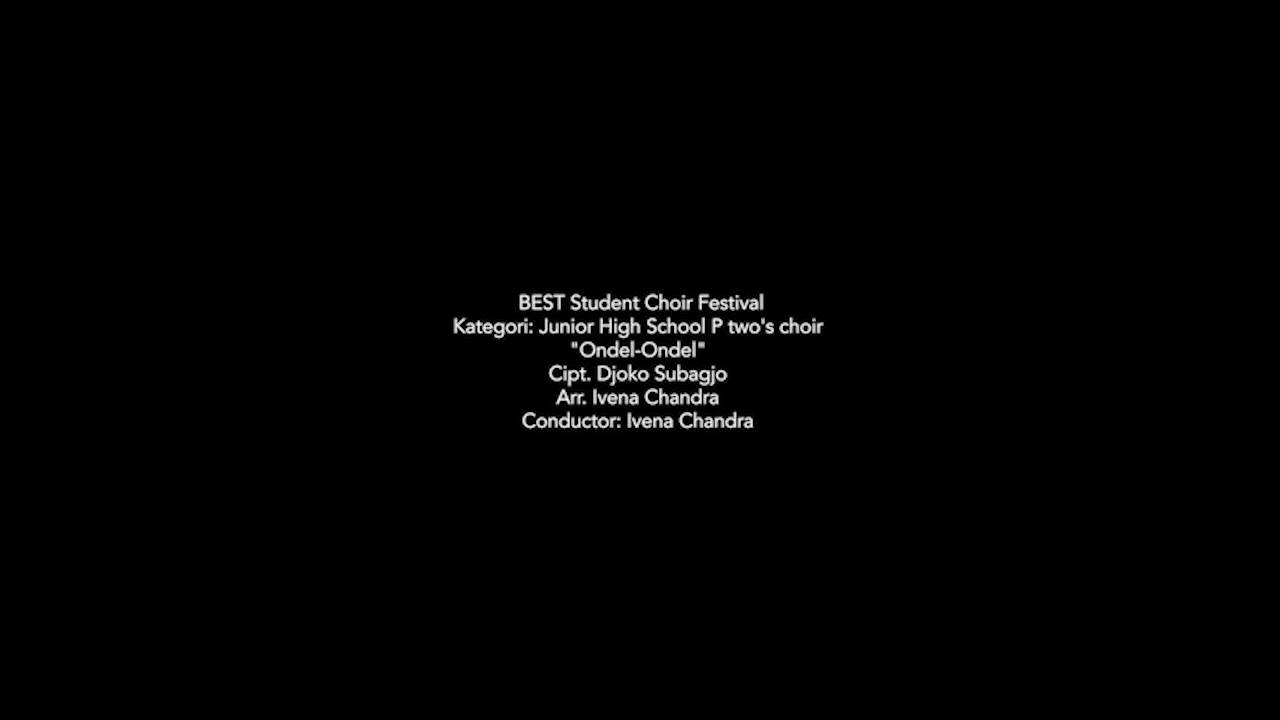 BEST Student Choir Festival
Kategori: Junior High School P two's choir
"Ondel-Ondel"
Cipt. Djoko Subagjo
Arr. Ivena Chandra
Conductor: Ivena Chandra